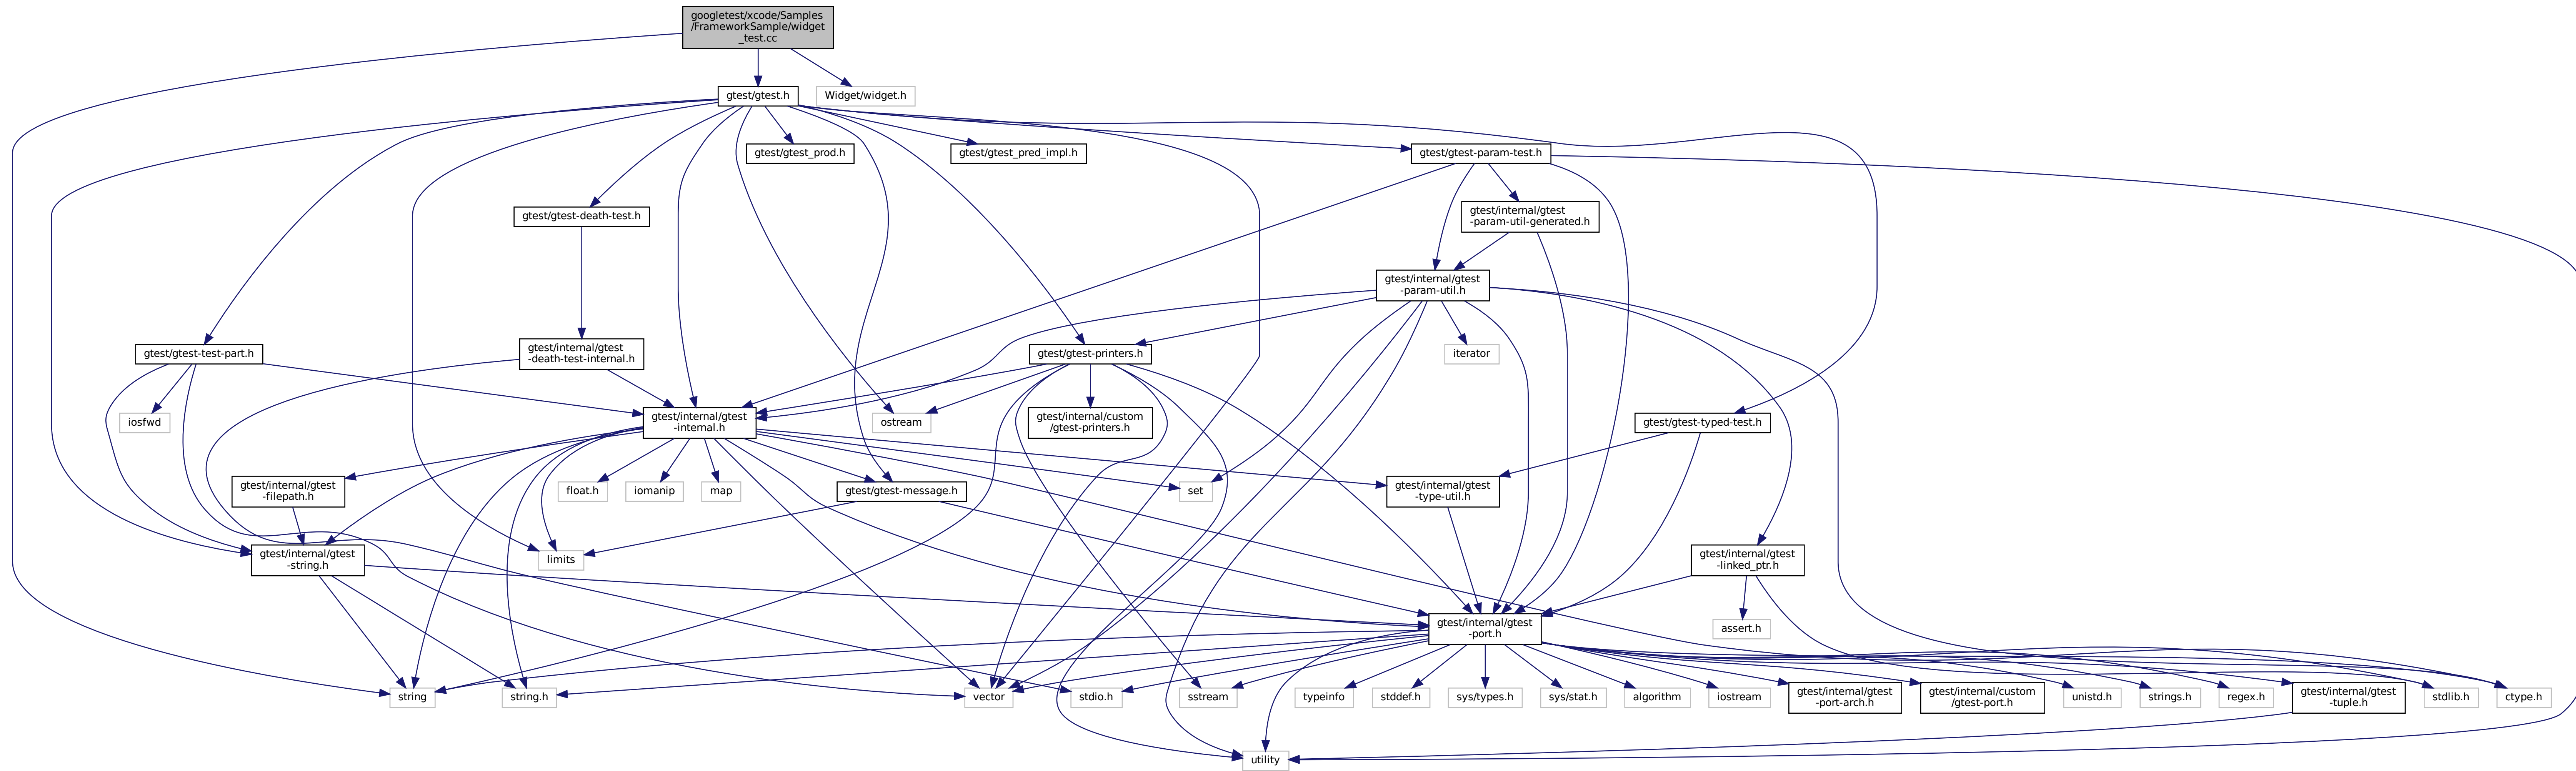 googletest/xcode/Samples
/FrameworkSample/widget
_test.cc
gtest/gtest.h
Widget/widget.h
gtest/gtest_prod.h
gtest/gtest_pred_impl.h
gtest/gtest-param-test.h
gtest/gtest-death-test.h
gtest/internal/gtest
-param-util-generated.h
gtest/internal/gtest
-param-util.h
gtest/gtest-test-part.h
gtest/internal/gtest
-death-test-internal.h
gtest/gtest-printers.h
iterator
iosfwd
gtest/internal/gtest
-internal.h
ostream
gtest/internal/custom
/gtest-printers.h
gtest/gtest-typed-test.h
gtest/internal/gtest
-filepath.h
float.h
iomanip
map
gtest/gtest-message.h
set
gtest/internal/gtest
-type-util.h
gtest/internal/gtest
-string.h
limits
gtest/internal/gtest
-linked_ptr.h
gtest/internal/gtest
-port.h
assert.h
string
string.h
vector
stdio.h
sstream
typeinfo
stddef.h
sys/types.h
sys/stat.h
algorithm
iostream
gtest/internal/gtest
-port-arch.h
gtest/internal/custom
/gtest-port.h
unistd.h
strings.h
regex.h
gtest/internal/gtest
-tuple.h
stdlib.h
ctype.h
utility